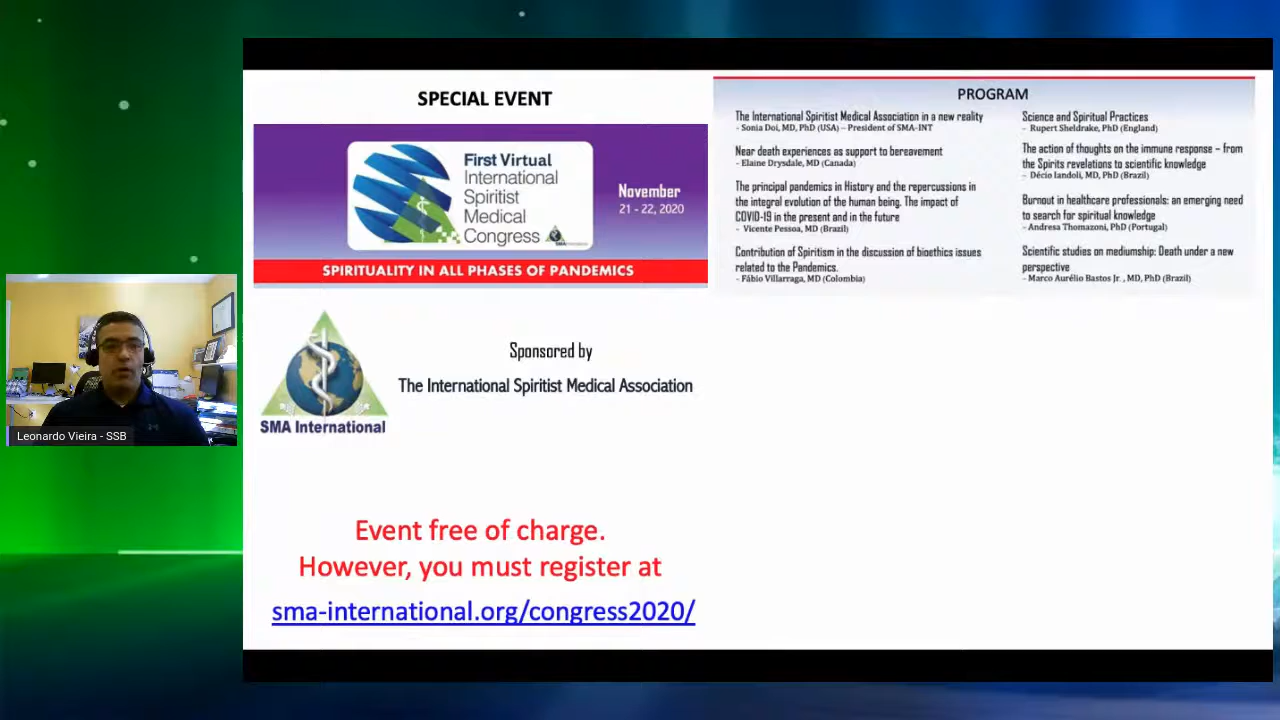 SPECIAL EVENT
First Virtual
International
Spiritist
Medical
Congress
November
21 - 22, 2020
SPIRITUALITY IN ALL PHASES OF PANDEMICS
PROGRAM
The International Spiritist Medical Association in a new reality
- Sonia Doi, MD, PhD (USA) – President of SMA-INT
Near death experiences as support to bereavement
- Elaine Drysdale, MD (Canada)
The principal pandemics in History and the repercussions in
the integral evolution of the human being. The impact of
COVID-19 in the present and in the future
- Vicente Pessoa, MD (Brazil)
Contribution of Spiritism in the discussion of bioethics issues
related to the Pandemics.
- Fábio Villarraga, MD (Colombia)
Science and Spiritual Practices
- Rupert Sheldrake, PhD (England)
The action of thoughts on the immune response – from
the Spirits revelations to scientific knowledge
- Décio Iandoli, MD, PhD (Brazil)
Burnout in healthcare professionals: an emerging need
to search for spiritual knowledge
- Andresa Thomazoni, PhD (Portugal)
Scientific studies on mediumship: Death under a new
perspective
- Marco Aurélio Bastos Jr. , MD, PhD (Brazil)
SMA International
Sponsored by
The International Spiritist Medical Association
Leonardo Vieira - SSB
Event free of charge.
However, you must register at
sma-international.org/congress2020/